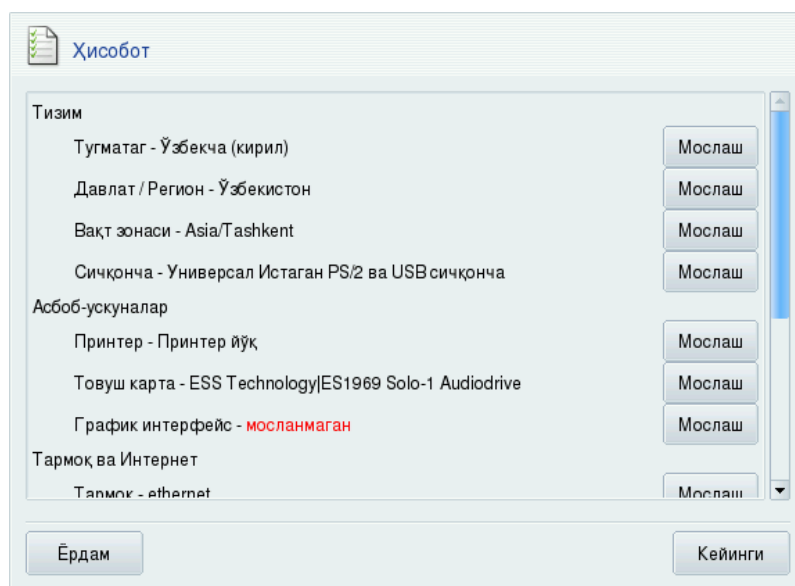 Ҳисобот
Тизим
Тугматаг - Ўзбекча (кирил) Мослаш
Давлат / Регион - Ўзбекистон Мослаш
Вақт зонаси - Asia/Tashkent Мослаш
Сичқонча - Универсал Истаган PS/2 ва USB сичқонча Мослаш
Асбоб-ускуналар
Принтер - Принтер йўқ Мослаш
Товуш карта - ESS Technology|ES1969 Solo-1 Audiodrive Мослаш
График интерфейс - мосланмаган Мослаш
Тармоқ ва Интернет
Тармоқ - ethernet Мослаш
Ёрдам Кейинги